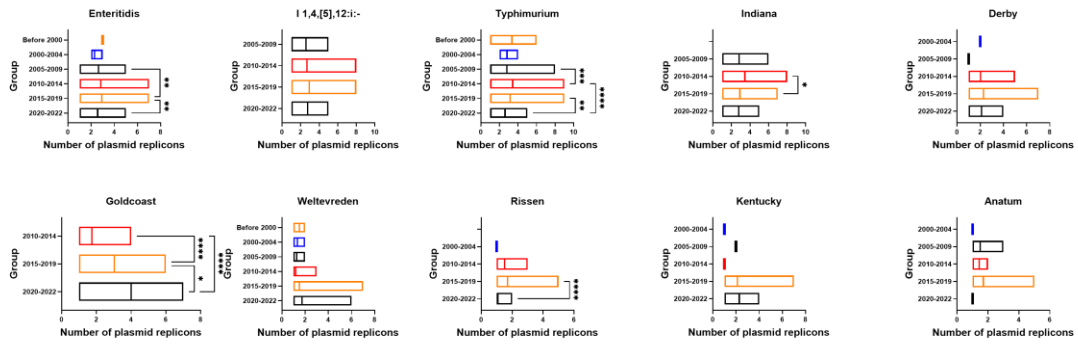 Enteritidis
Group
Before 2000
2000-2004
2005-2009
2010-2014
2015-2019
2020-2022
**
**
0 2 4 6 8
Number of plasmid replicons
I 1,4,[5],12:i:-
Group
2005-2009
2010-2014
2015-2019
2020-2022
0 2 4 6 8 10
Number of plasmid replicons
Typhimurium
Group
Before 2000
2000-2004
2005-2009
2010-2014
2015-2019
2020-2022
***
**
****
0 2 4 6 8 10
Number of plasmid replicons
Indiana
Group
2005-2009
2010-2014
2015-2019
2020-2022
*
0 2 4 6 8 10
Number of plasmid replicons
Derby
Group
2000-2004
2005-2009
2010-2014
2015-2019
2020-2022
0 2 4 6 8
Number of plasmid replicons
Goldcoast
Group
2010-2014
2015-2019
2020-2022
****
*
****
0 2 4 6 8
Number of plasmid replicons
Weltevreden
Group
Before 2000
2000-2004
2005-2009
2010-2014
2015-2019
2020-2022
0 2 4 6 8
Number of plasmid replicons
Rissen
Group
2000-2004
2010-2014
2015-2019
2020-2022
****
0 1 2 3 4 5 6
Number of plasmid replicons
Kentucky
Group
2000-2004
2005-2009
2010-2014
2015-2019
2020-2022
0 2 4 6 8
Number of plasmid replicons
Anatum
Group
2000-2004
2005-2009
2010-2014
2015-2019
2020-2022
0 1 2 3 4 5 6
Number of plasmid replicons